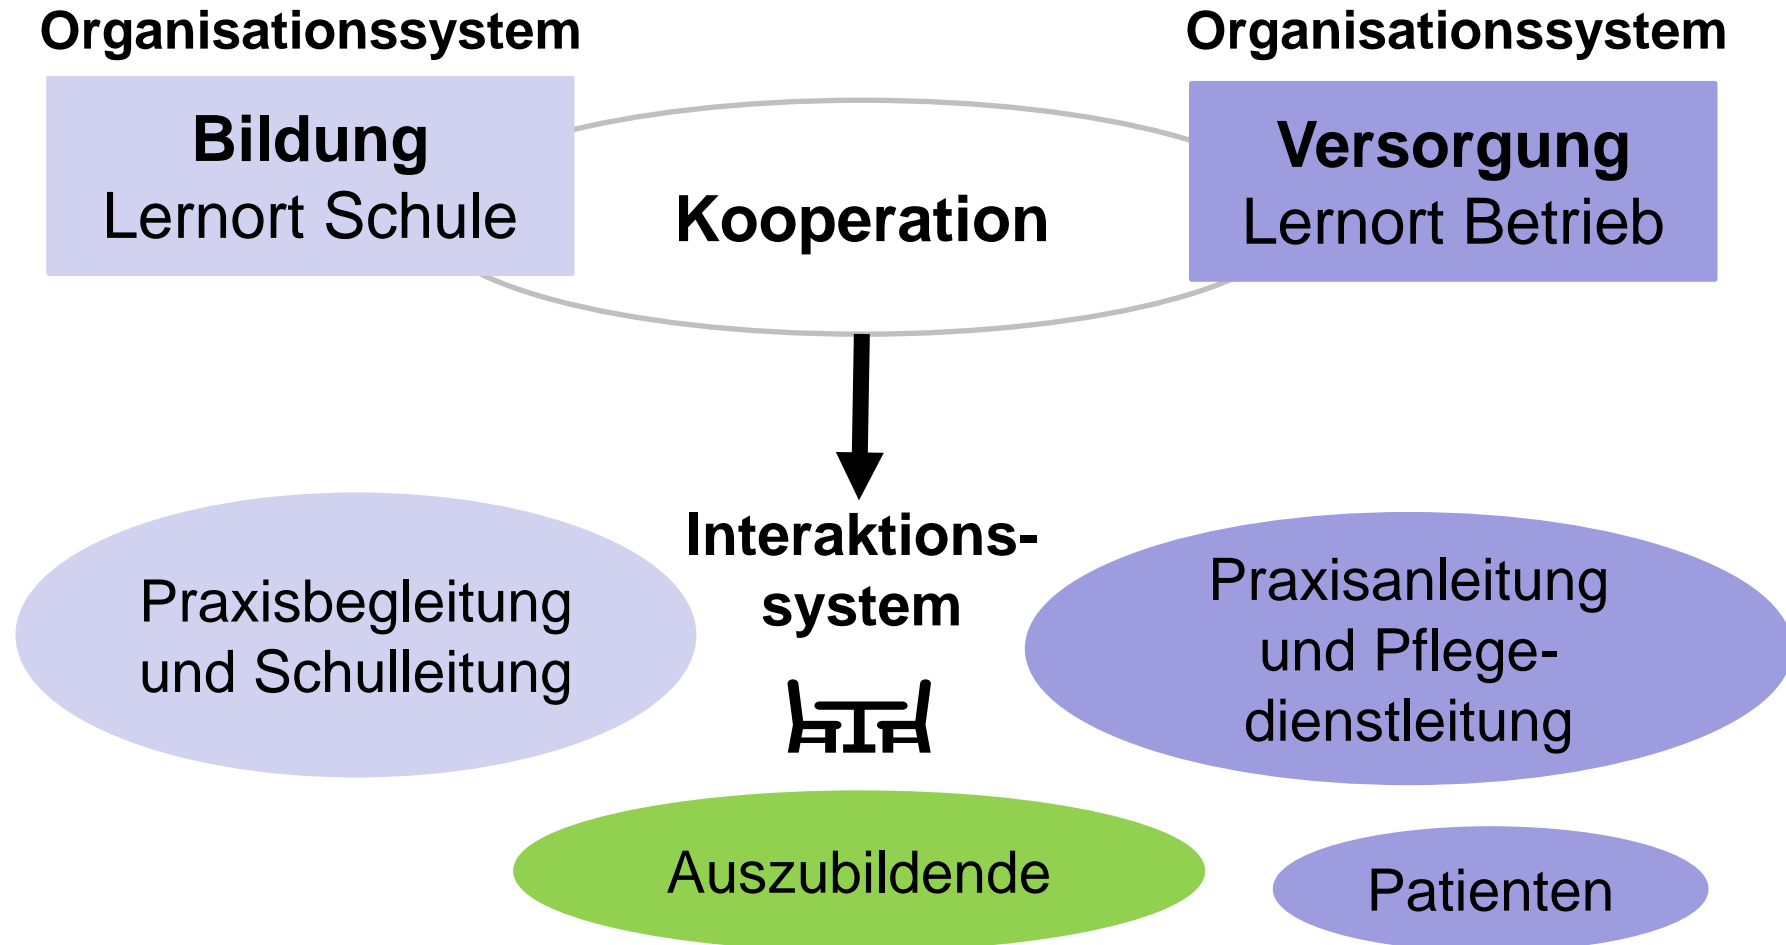 Organisationssystem
Organisationssystem
Bildung
Lernort Schule
Kooperation
Versorgung
Lernort Betrieb
Interaktions-
system
Praxisbegleitung
und Schulleitung
Praxisanleitung
und Pflege-
dienstleitung
Auszubildende
Patienten